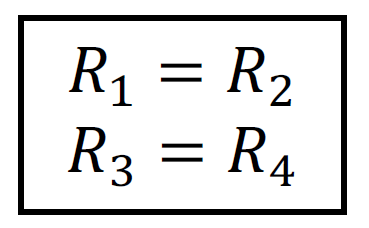 R₁ = R₂
R₃ = R₄